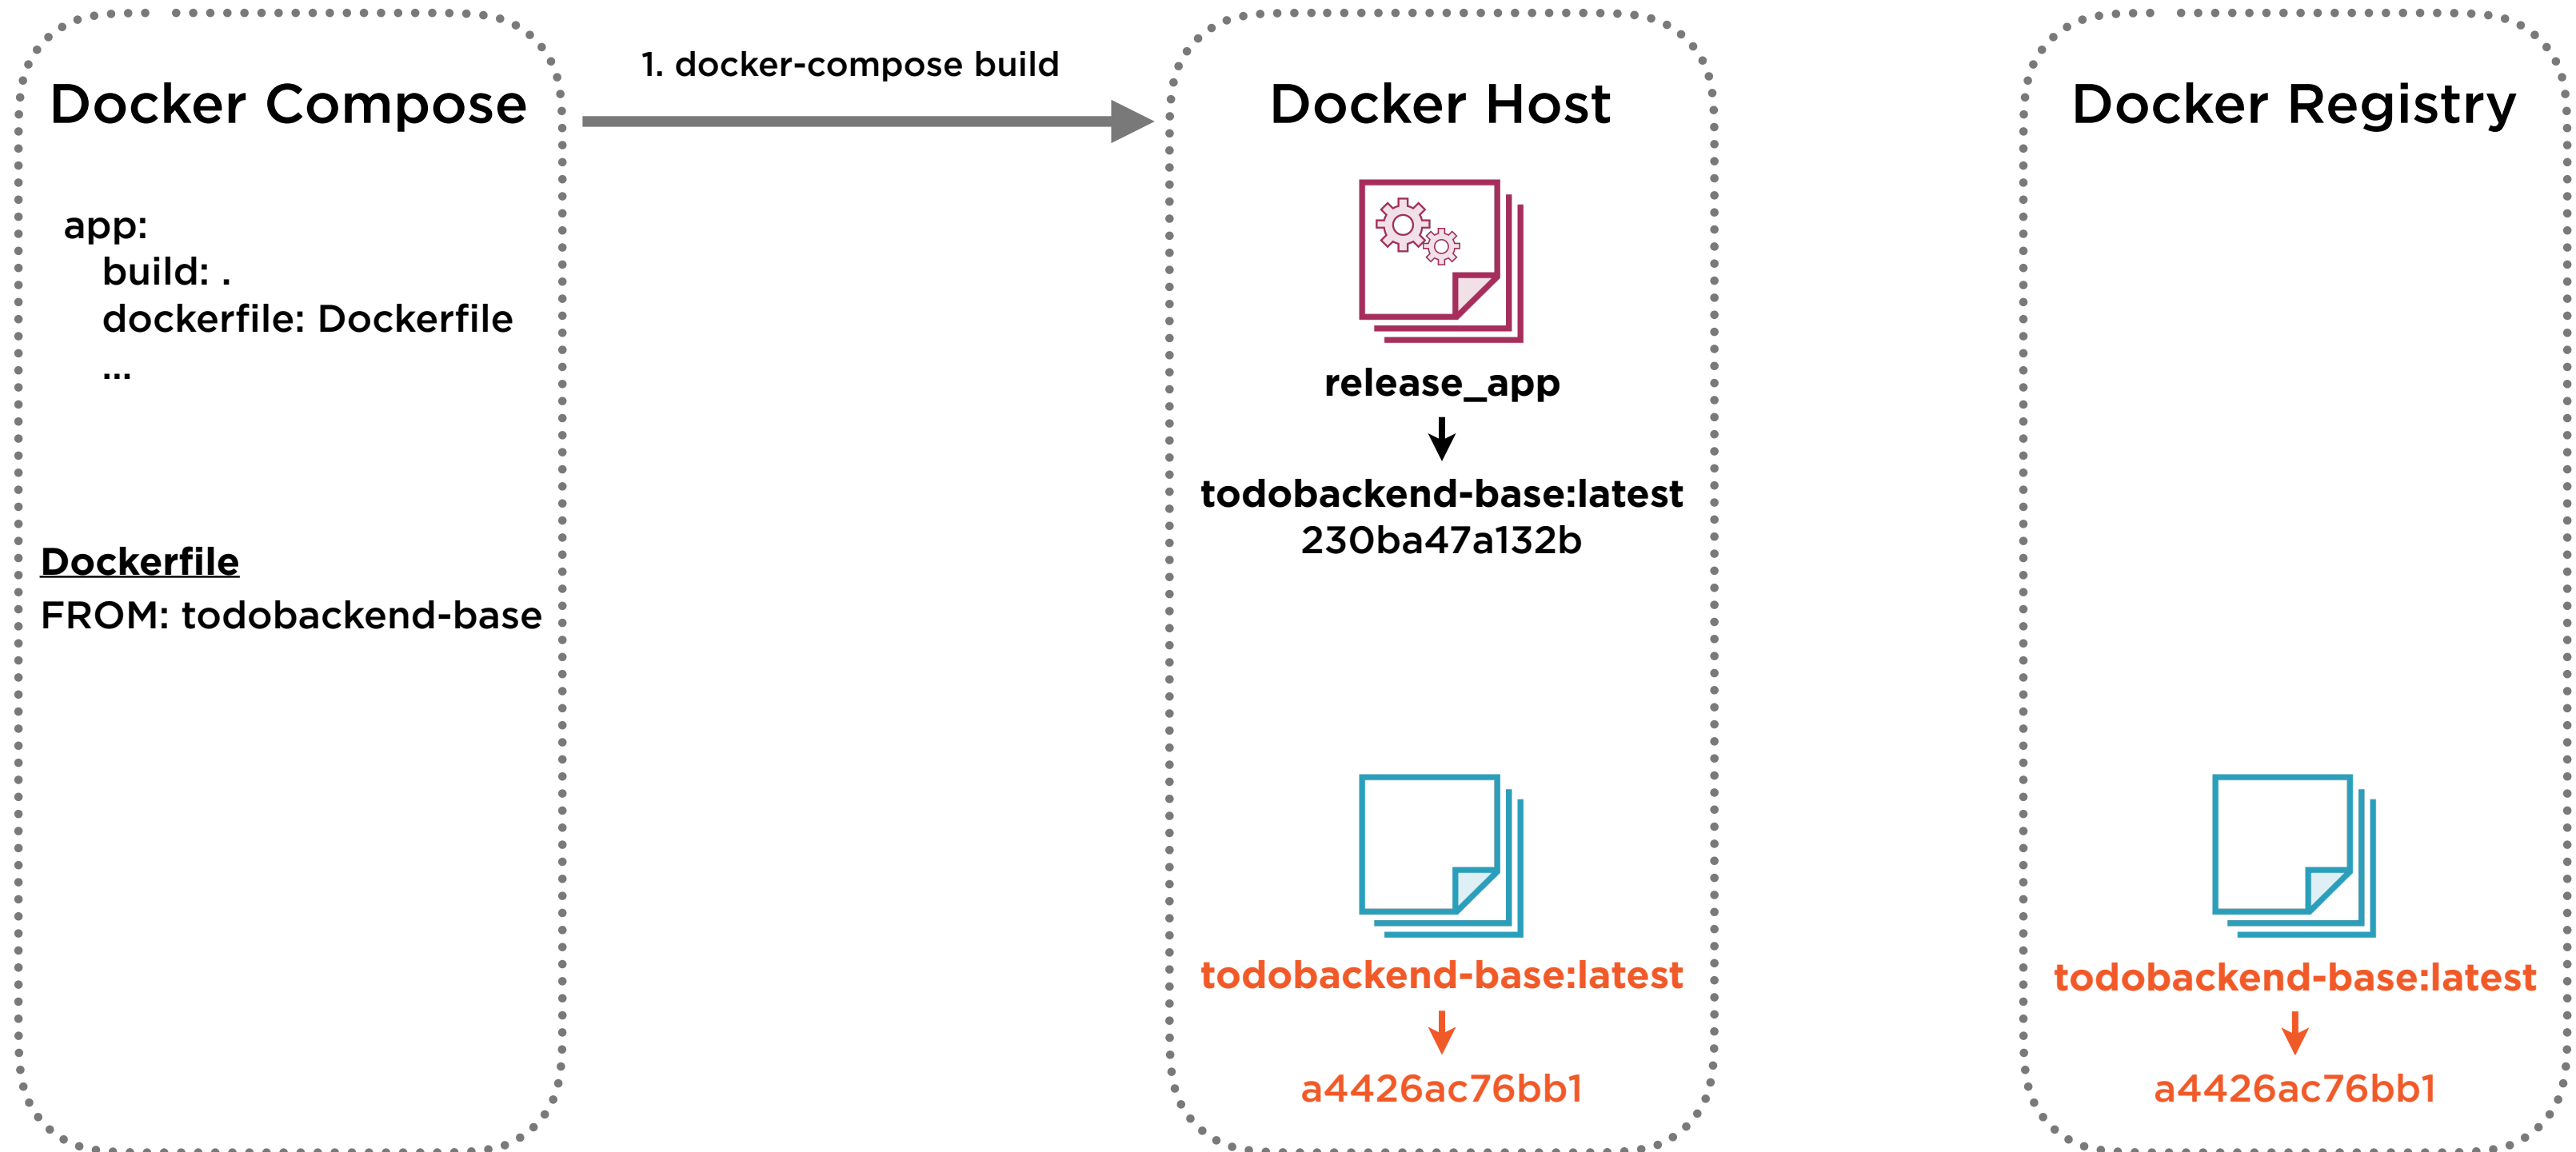 Docker Compose
app:
build: .
dockerfile: Dockerfile
...
Dockerfile
FROM: todobackend-base
1. docker-compose build
Docker Host
release_app
todobackend-base:latest
230ba47a132b
todobackend-base:latest
a4426ac76bb1
Docker Registry
todobackend-base:latest
a4426ac76bb1